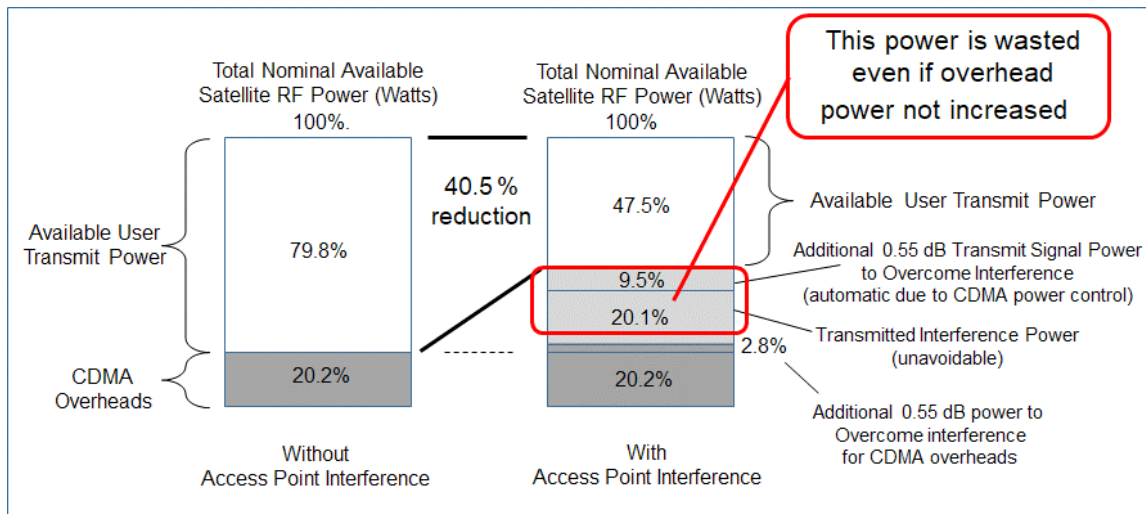 This power is wasted
even if overhead
power not increased
Total Nominal Available
Satellite RF Power (Watts)
100%.
Total Nominal Available
Satellite RF Power (Watts)
100%
40.5 %
reduction
Available User
Transmit Power
79.8%
47.5%
Available User Transmit Power
Additional 0.55 dB Transmit Signal Power
to Overcome Interference
(automatic due to CDMA power control)
9.5%
20.1%
Transmitted Interference Power
(unavoidable)
2.8%
CDMA
Overheads
20.2%
20.2%
Additional 0.55 dB power to
Overcome interference
for CDMA overheads
Without
Access Point Interference
With
Access Point Interference